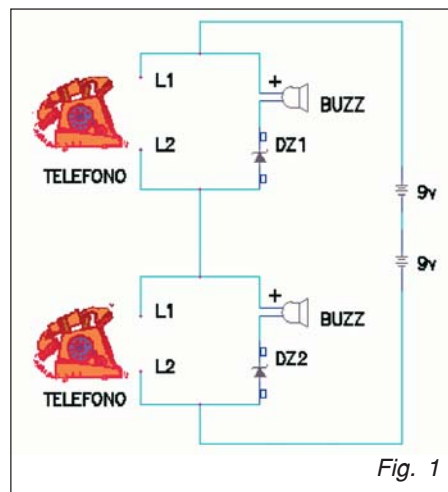 L1
+
BUZZ
L2
DZ1
TELEFONO
9v
9v
L1
+
BUZZ
L2
DZ2
TELEFONO
Fig. 1